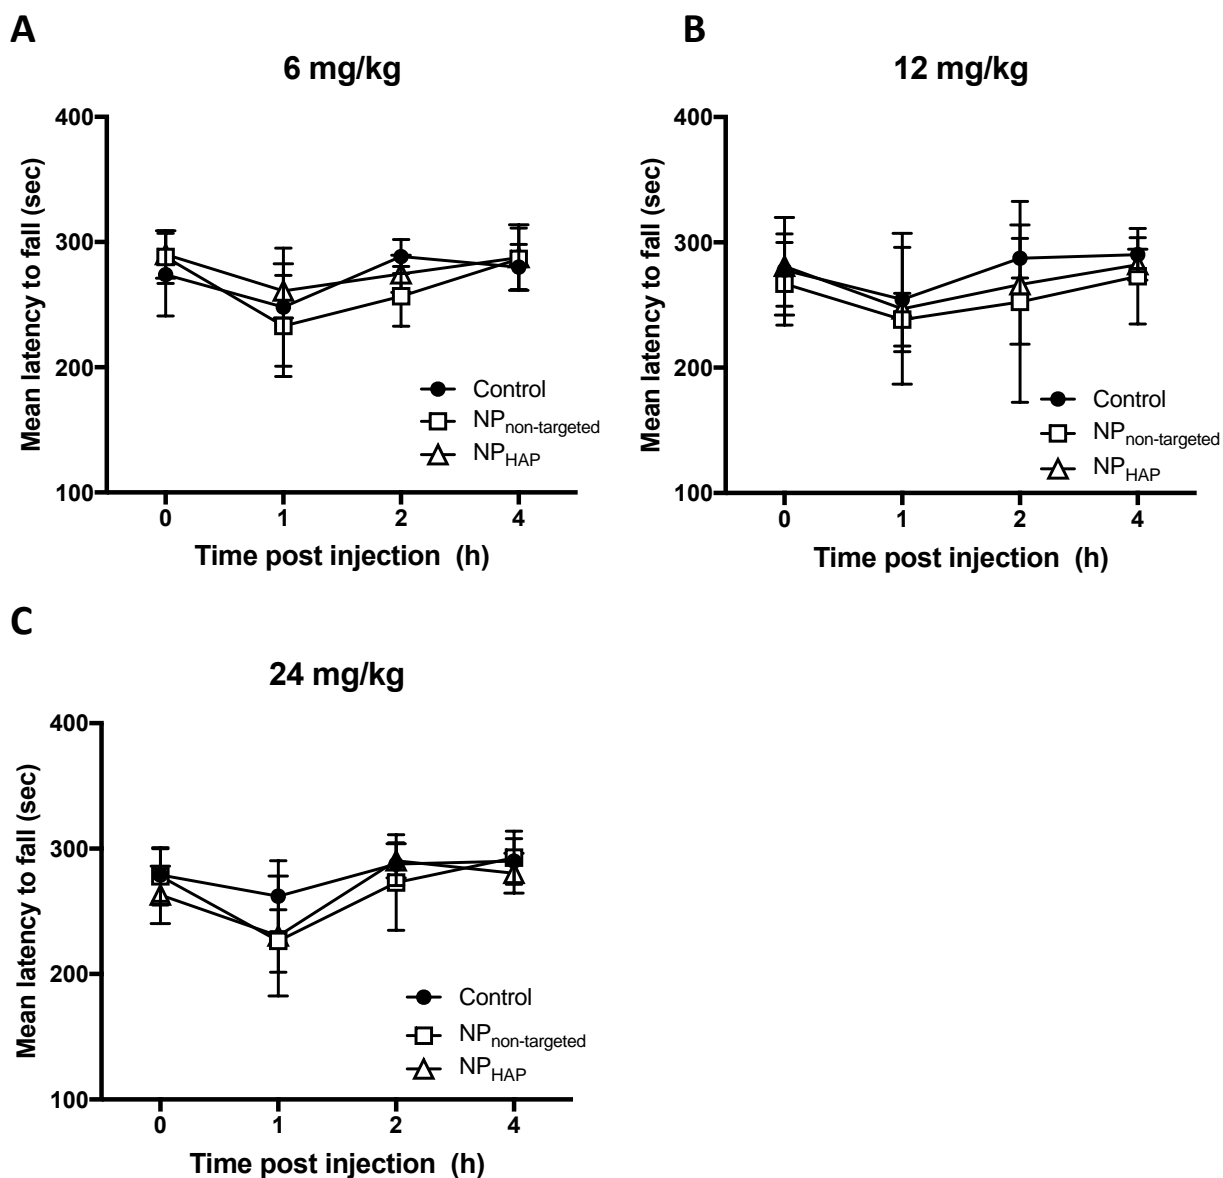 A
6 mg/kg
Mean latency to fall (sec)
400
300
200
100
Control
NPnon-targeted
NPHAP
0 1 2 4
Time post injection (h)
B
12 mg/kg
Mean latency to fall (sec)
400
300
200
100
Control
NPnon-targeted
NPHAP
0 1 2 4
Time post injection (h)
C
24 mg/kg
Mean latency to fall (sec)
400
300
200
100
Control
NPnon-targeted
NPHAP
0 1 2 4
Time post injection (h)